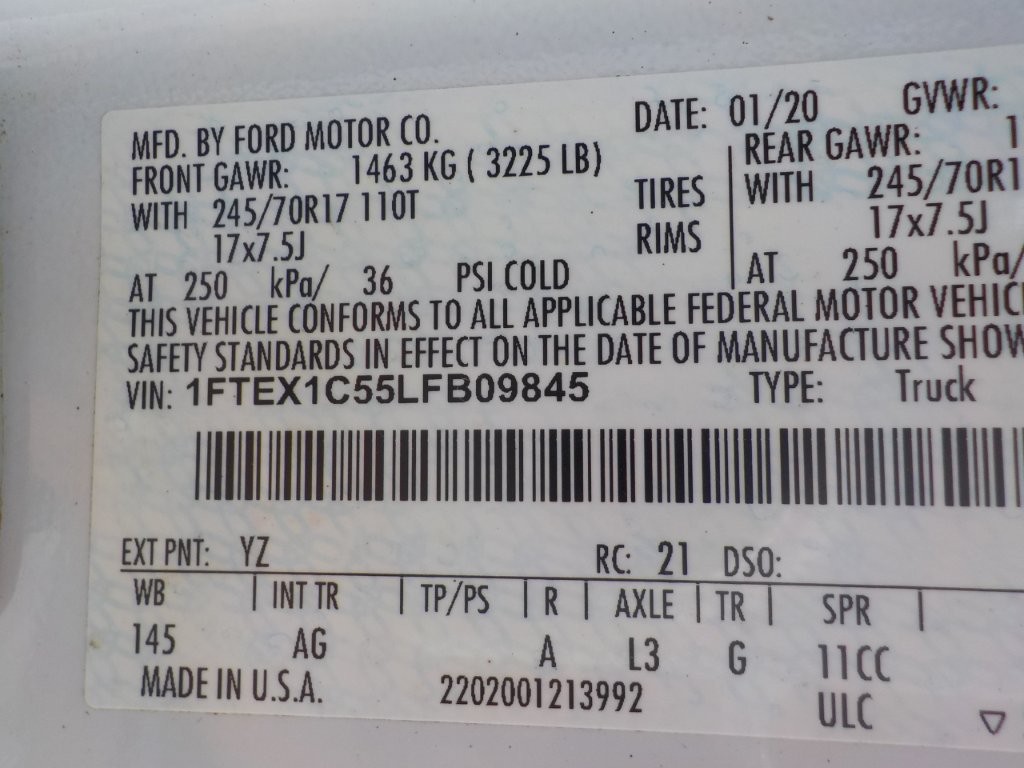 MFD. BY FORD MOTOR CO.
DATE: 01/20 GVWR:
FRONT GAWR: 1463 KG ( 3225 LB)
REAR GAWR: 1
WITH 245/70R17 110T TIRES WITH 245/70R1
17x7.5J RIMS 17x7.5J
AT 250 kPa/ 36 PSI COLD AT 250 kPa/
THIS VEHICLE CONFORMS TO ALL APPLICABLE FEDERAL MOTOR VEHIC
SAFETY STANDARDS IN EFFECT ON THE DATE OF MANUFACTURE SHOW
VIN: 1FTEX1C55LFB09845 TYPE: Truck
EXT PNT: YZ RC: 21 DSO:
WB INT TR TP/PS R AXLE TR SPR
145 AG A L3 G 11CC
MADE IN U.S.A. 2202001213992 ULC